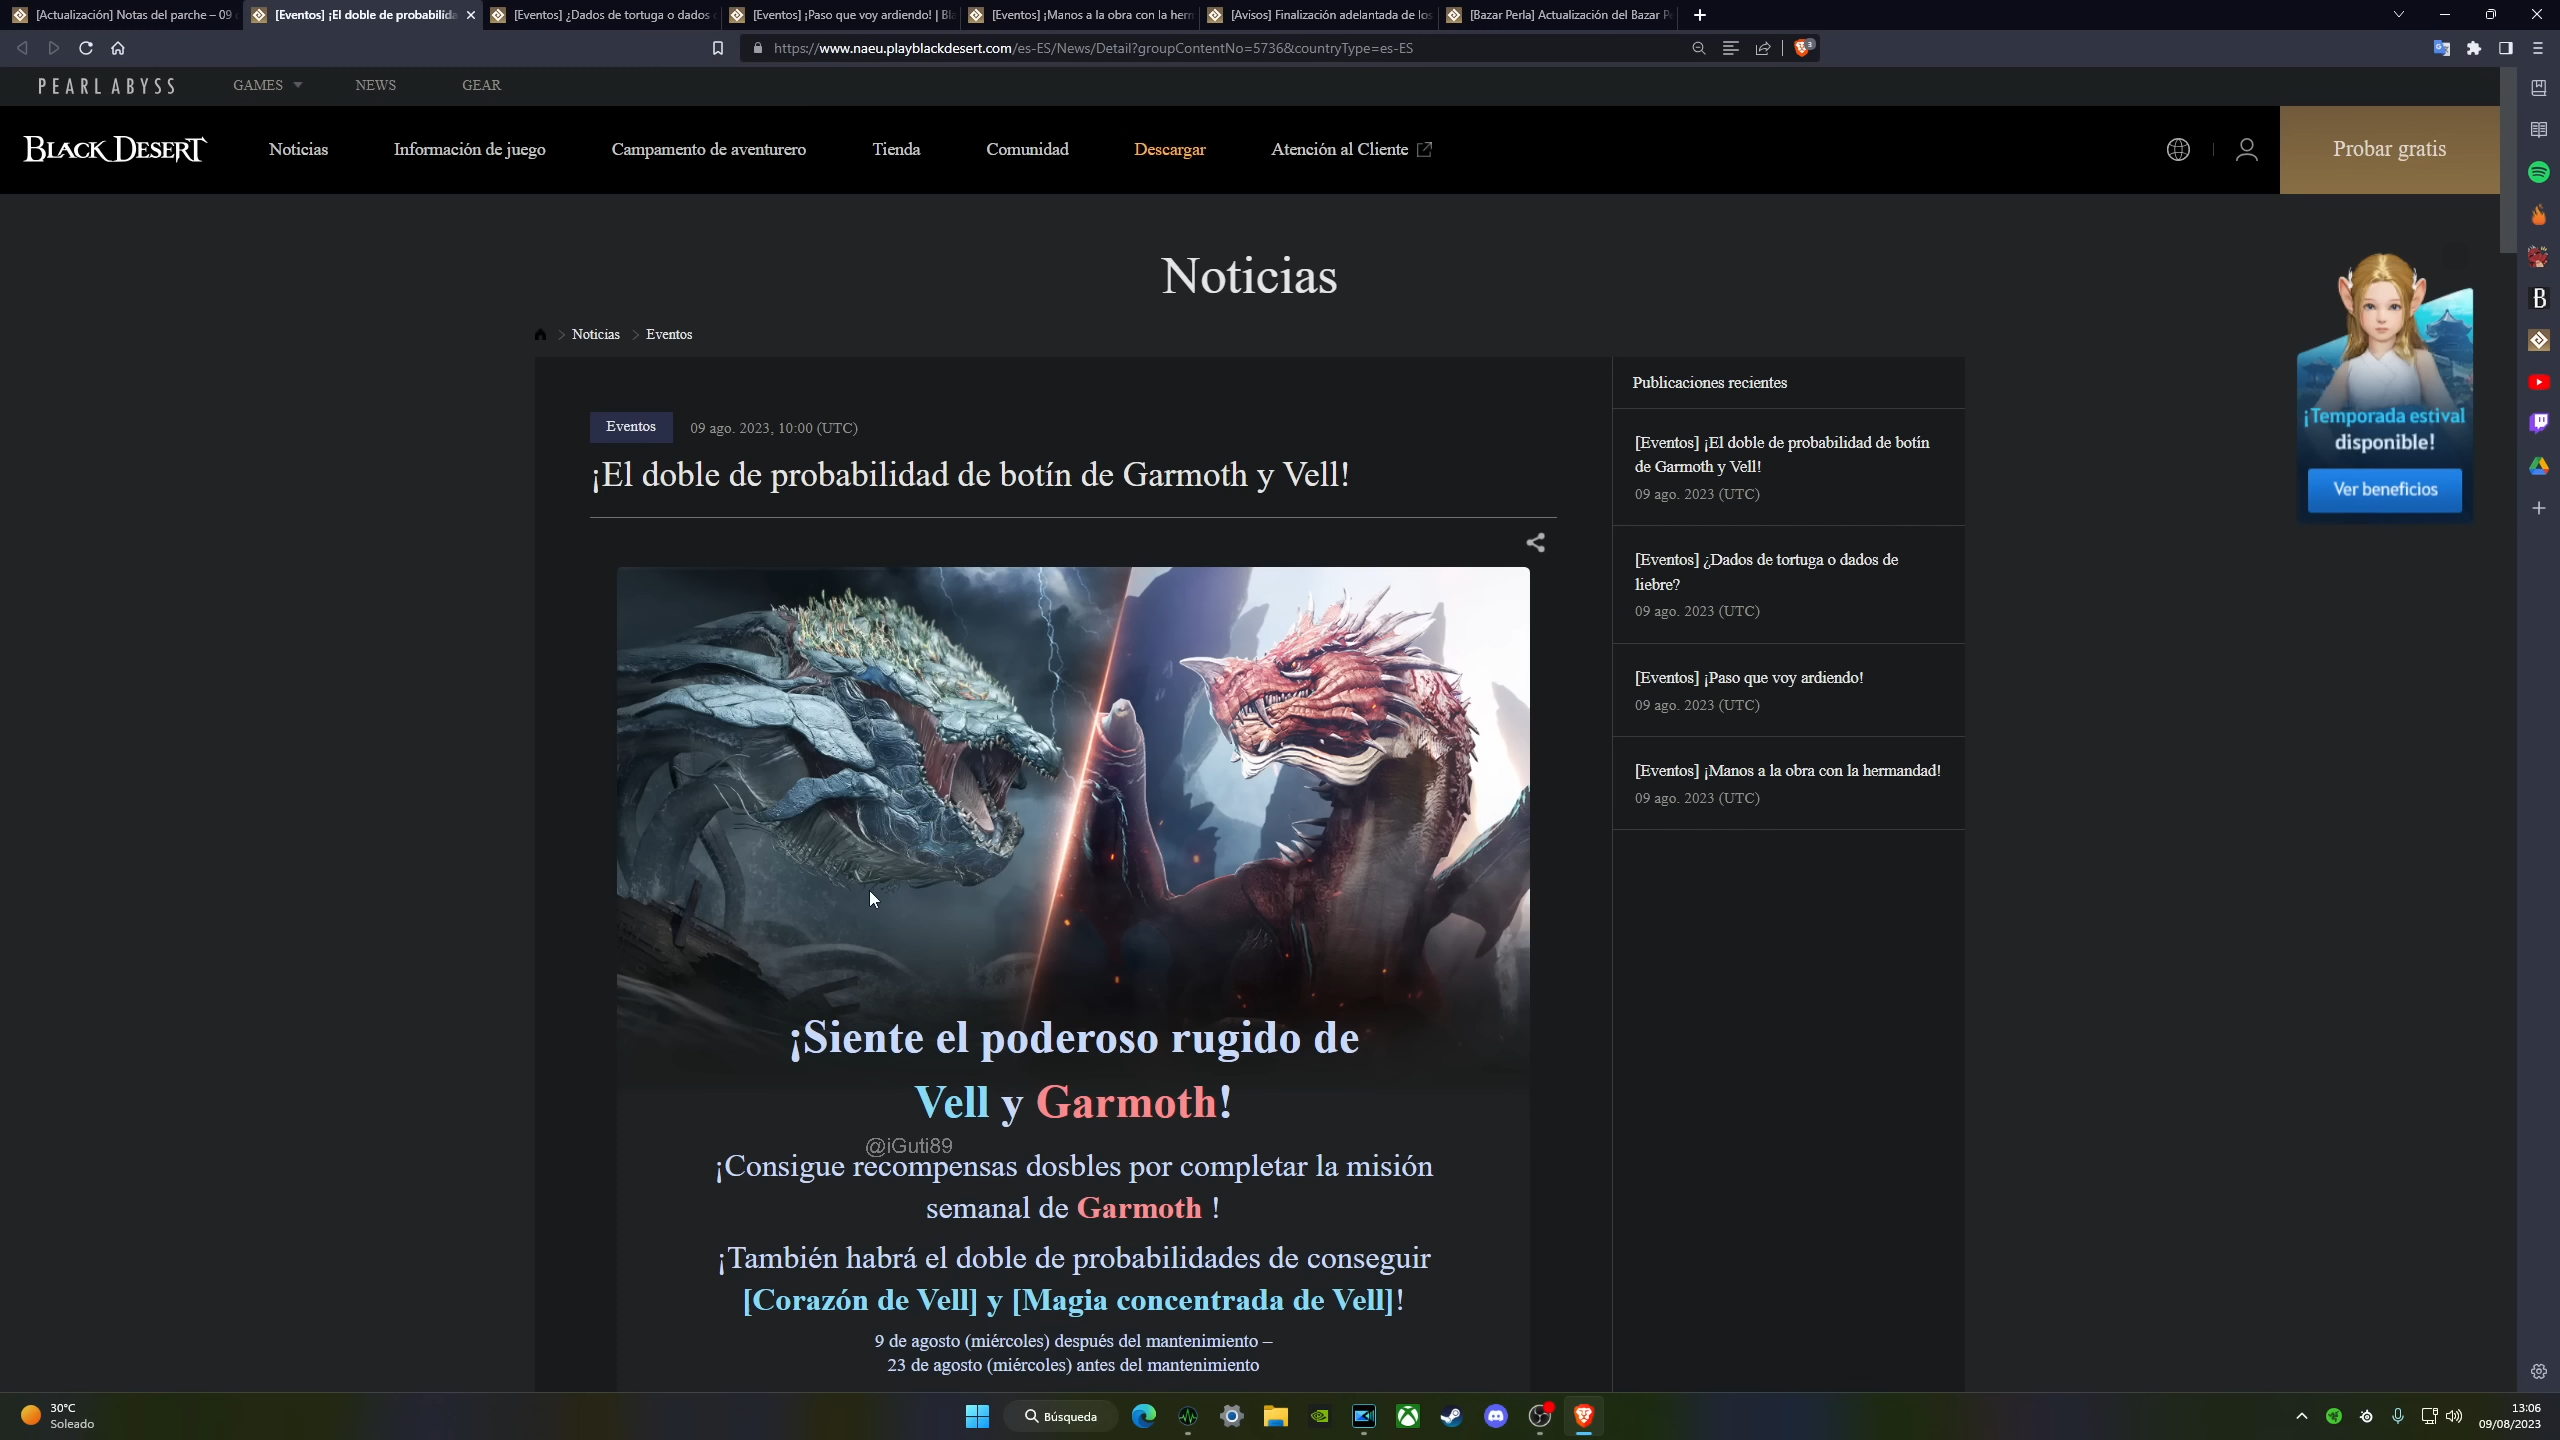 [Actualización] Notas del parche – 09
[Eventos] ¡El doble de probabilida
[Eventos] ¿Dados de tortuga o dados
[Eventos] ¡Paso que voy ardiendo! | Bla
[Eventos] ¡Manos a la obra con la herm
[Avisos] Finalización adelantada de los
[Bazar Perla] Actualización del Bazar P
https://www.naeu.playblackdesert.com/es-ES/News/Detail?groupContentNo=5736&countryType=es-ES
3
PEARL ABYSS
GAMES
NEWS
GEAR
BLACK DESERT
Noticias
Información de juego
Campamento de aventurero
Tienda
Comunidad
Descargar
Atención al Cliente
Probar gratis
Noticias
Noticias
Eventos
Eventos
09 ago. 2023, 10:00 (UTC)
¡El doble de probabilidad de botín de Garmoth y Vell!
¡Siente el poderoso rugido de
Vell y Garmoth!
@iGuti89
¡Consigue recompensas dosbles por completar la misión
semanal de Garmoth !
¡También habrá el doble de probabilidades de conseguir
[Corazón de Vell] y [Magia concentrada de Vell]!
9 de agosto (miércoles) después del mantenimiento –
23 de agosto (miércoles) antes del mantenimiento
Publicaciones recientes
[Eventos] ¡El doble de probabilidad de botín
de Garmoth y Vell!
09 ago. 2023 (UTC)
[Eventos] ¿Dados de tortuga o dados de
liebre?
09 ago. 2023 (UTC)
[Eventos] ¡Paso que voy ardiendo!
09 ago. 2023 (UTC)
[Eventos] ¡Manos a la obra con la hermandad!
09 ago. 2023 (UTC)
¡Temporada estival
disponible!
Ver beneficios
B
30°C
Soleado
Búsqueda
13:06
09/08/2023